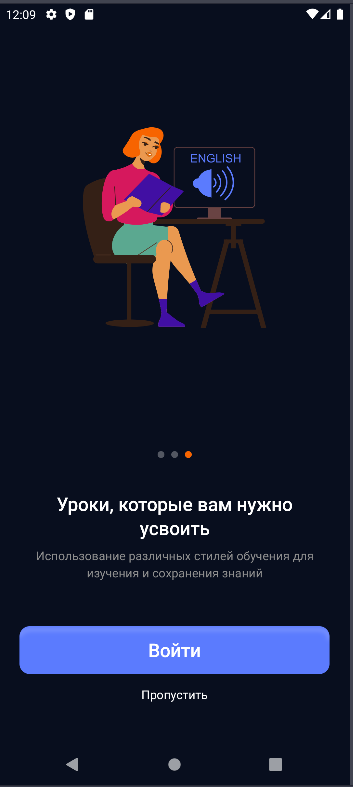 12:09
ENGLISH
Уроки, которые вам нужно
усвоить
Использование различных стилей обучения для
изучения и сохранения знаний
Войти
Пропустить